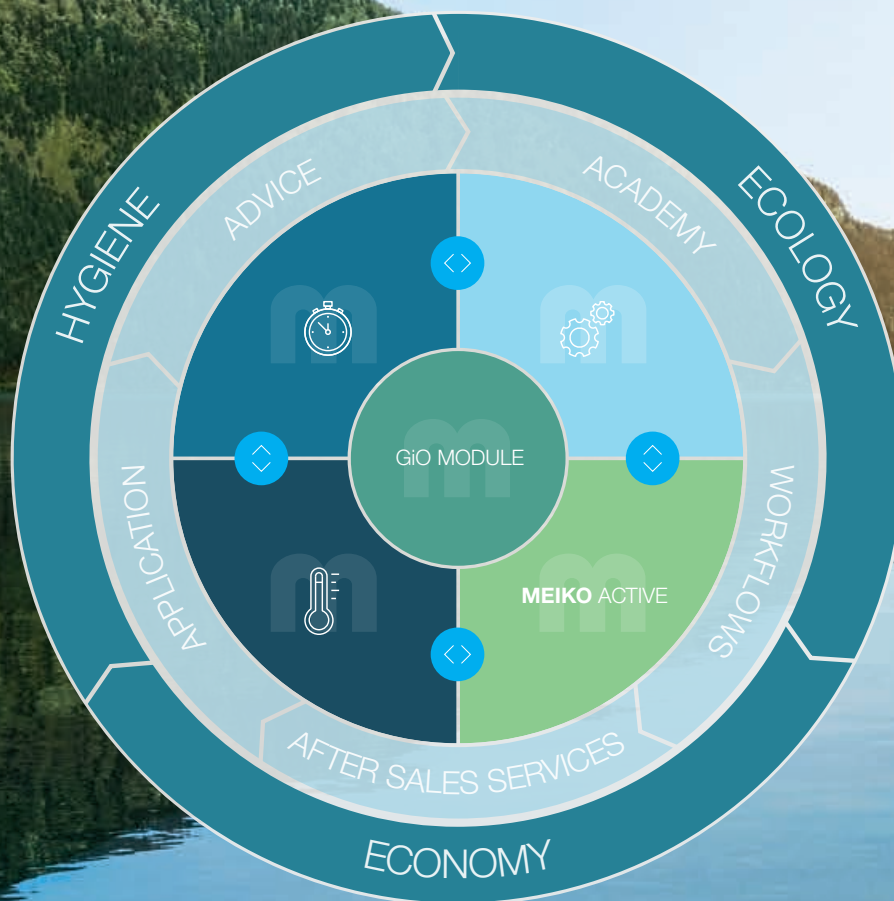 HYGIENE
ECOLOGY
ECONOMY
ADVICE
ACADEMY
WORKFLOWS
AFTER SALES SERVICES
APPLICATION
GiO MODULE
MEIKO ACTIVE